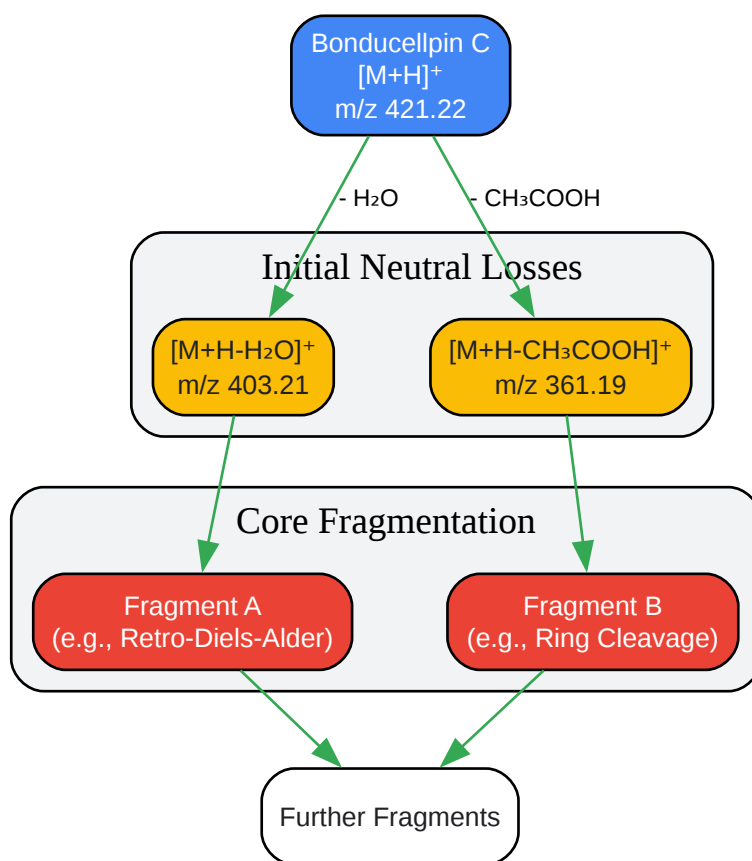 Bonducellpin C
[M+H]⁺
m/z 421.22
- H₂O
- CH₃COOH
Initial Neutral Losses
[M+H-H₂O]⁺
m/z 403.21
[M+H-CH₃COOH]⁺
m/z 361.19
Core Fragmentation
Fragment A
(e.g., Retro-Diels-Alder)
Fragment B
(e.g., Ring Cleavage)
Further Fragments